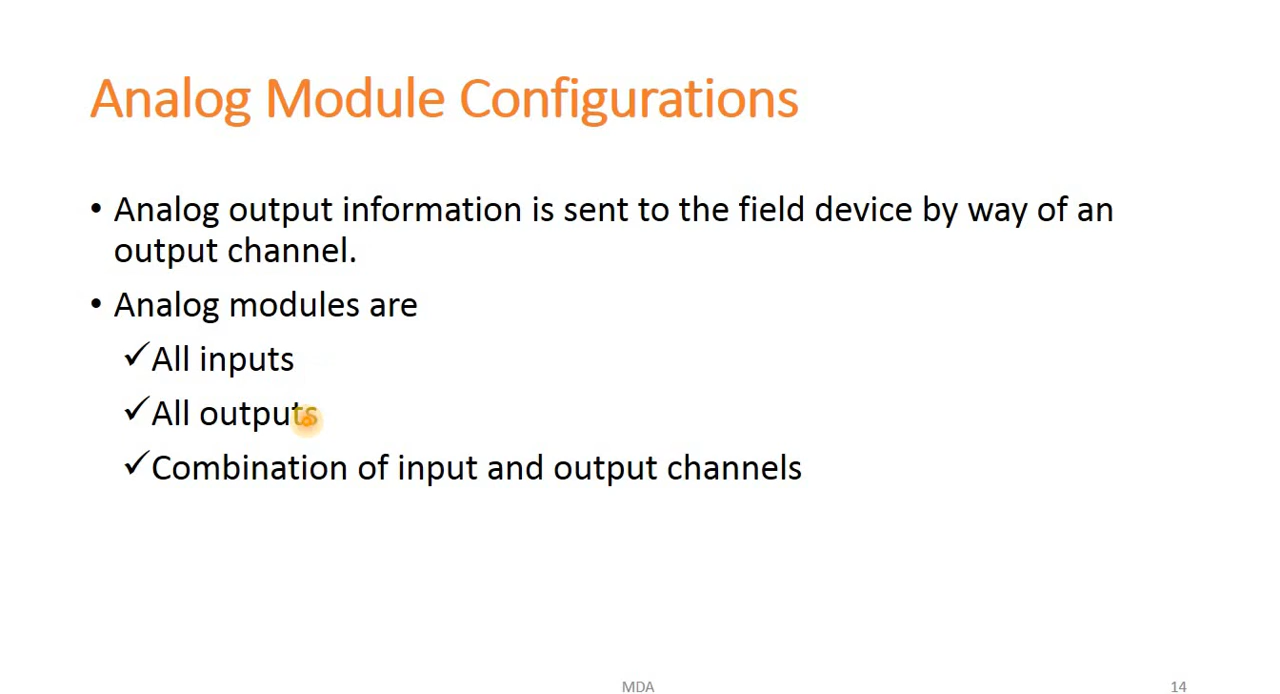 Analog Module Configurations
• Analog output information is sent to the field device by way of an
output channel.
• Analog modules are
✓All inputs
✓All outputs
✓Combination of input and output channels
MDA
14